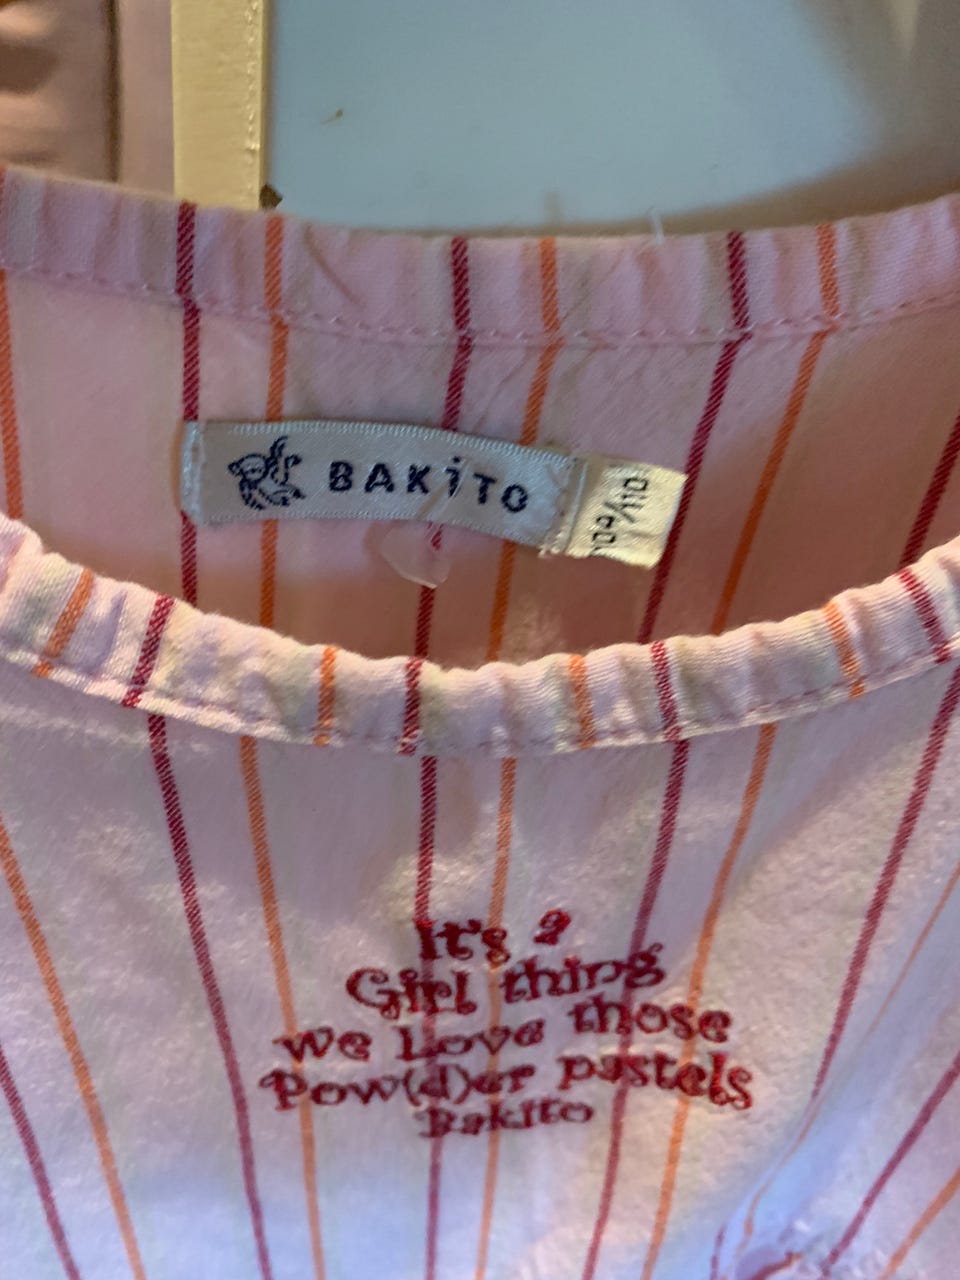 BAKiTO
104/110
It's a
Girl thing
we Love those
Pow(d)er pastels
Bakito